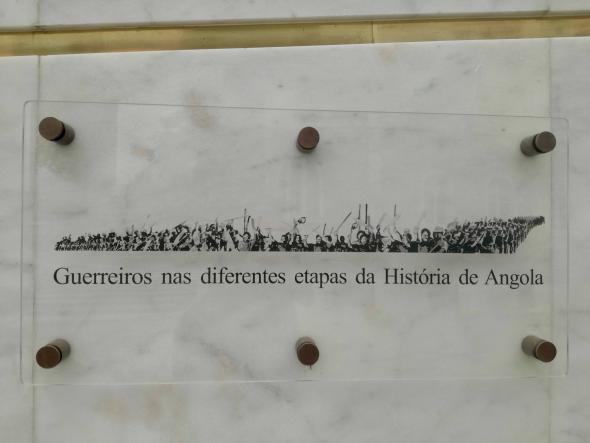 Guerreiros nas diferentes etapas da História de Angola